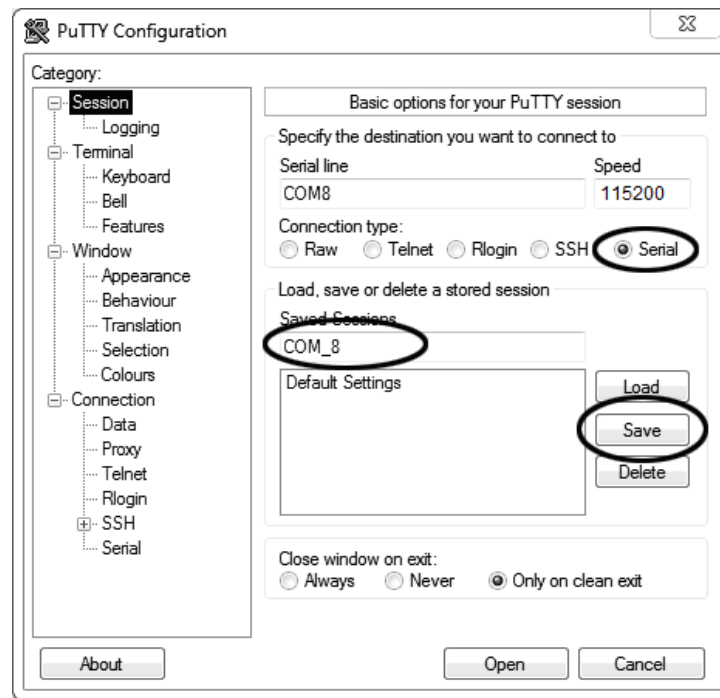 PuTTY Configuration
Category:
Session
Logging
Terminal
Keyboard
Bell
Features
Window
Appearance
Behaviour
Translation
Selection
Colours
Connection
Data
Proxy
Telnet
Rlogin
SSH
Serial
Basic options for your PuTTY session
Specify the destination you want to connect to
Serial line Speed
COM8 115200
Connection type:
Raw Telnet Rlogin SSH Serial
Load, save or delete a stored session
Saved Sessions
COM_8
Default Settings
Load
Save
Delete
Close window on exit:
Always Never Only on clean exit
About Open Cancel